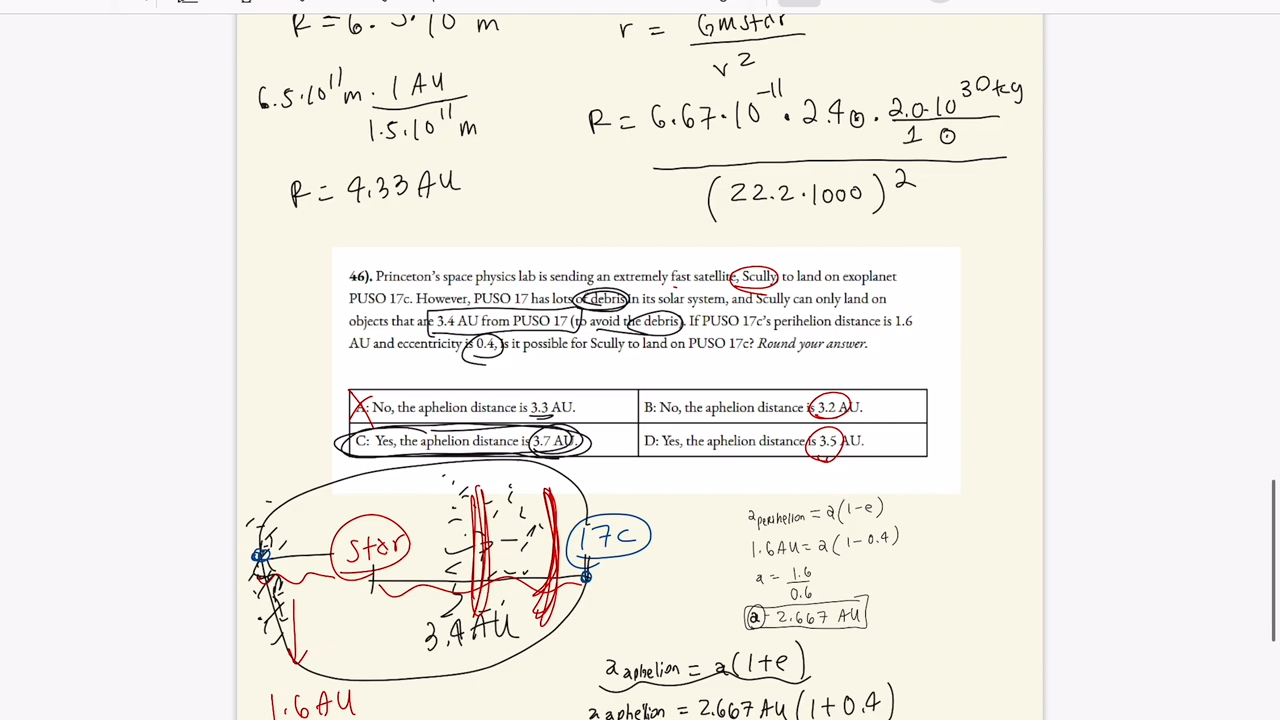 R = 6.5.10 m
r = Gmstar
v²
6.5.10¹¹m . 1 AU
1.5.10¹¹ m
R = 6.67.10⁻¹¹ . 2.40 . 2.0.10³⁰kg
1 0
R = 4.33 AU
(22.2.1000)²
46). Princeton's space physics lab is sending an extremely fast satellite, Scully to land on exoplanet
PUSO 17c. However, PUSO 17 has lots of debris in its solar system, and Scully can only land on
objects that are 3.4 AU from PUSO 17 (to avoid the debris). If PUSO 17c's perihelion distance is 1.6
AU and eccentricity is 0.4, is it possible for Scully to land on PUSO 17c? Round your answer.
A: No, the aphelion distance is 3.3 AU.
B: No, the aphelion distance is 3.2 AU.
C: Yes, the aphelion distance is 3.7 AU.
D: Yes, the aphelion distance is 3.5 AU.
star
17c
3.4 AU
1.6 AU
a perihelion = a(1-e)
1.6 AU = a(1-0.4)
a = 1.6
0.6
a = 2.667 AU
a aphelion = a(1+e)
a aphelion = 2.667 AU (1+0.4)